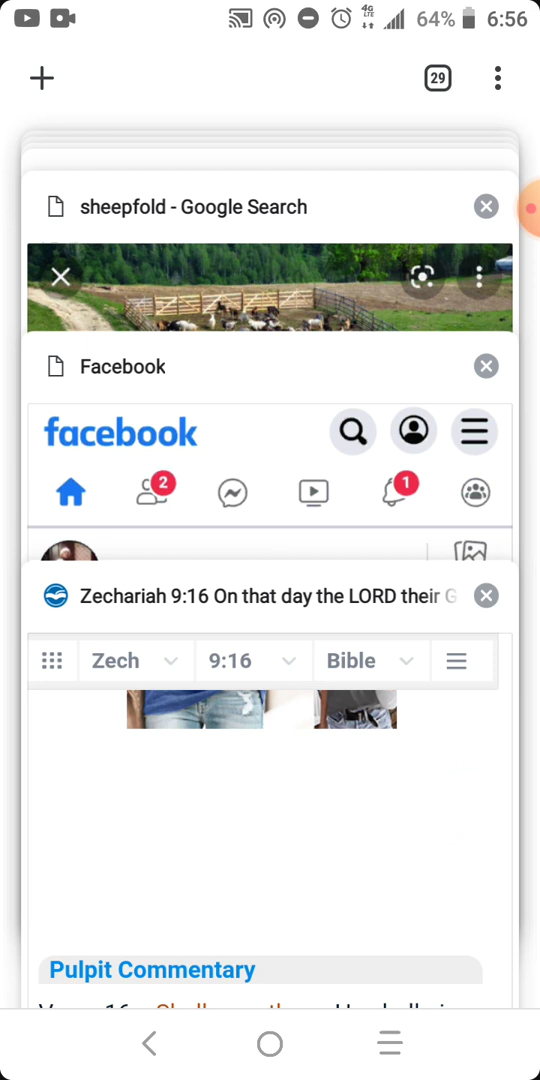 4G
LTE
64%
6:56
29
sheepfold - Google Search
Facebook
facebook
2
1
Zechariah 9:16 On that day the LORD their G
Zech
9:16
Bible
Pulpit Commentary